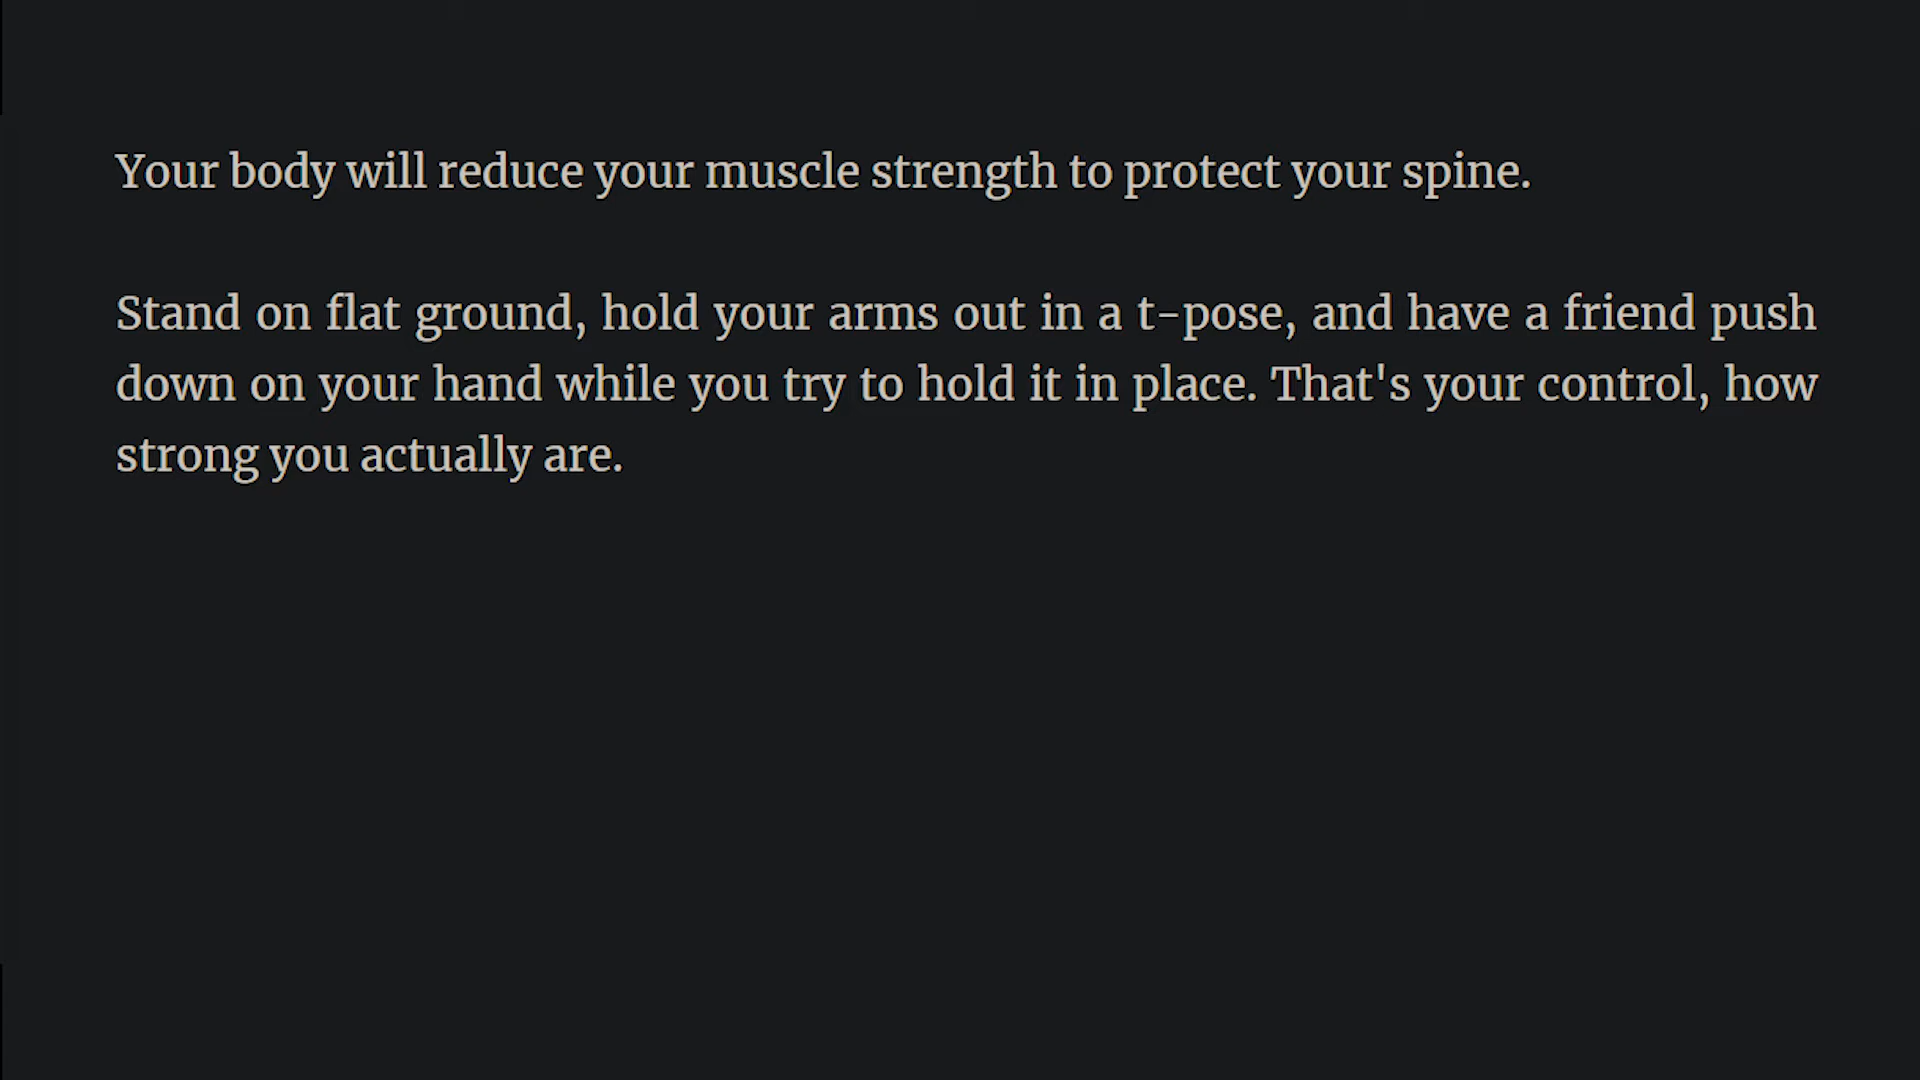 Your body will reduce your muscle strength to protect your spine.
Stand on flat ground, hold your arms out in a t-pose, and have a friend push
down on your hand while you try to hold it in place. That's your control, how
strong you actually are.